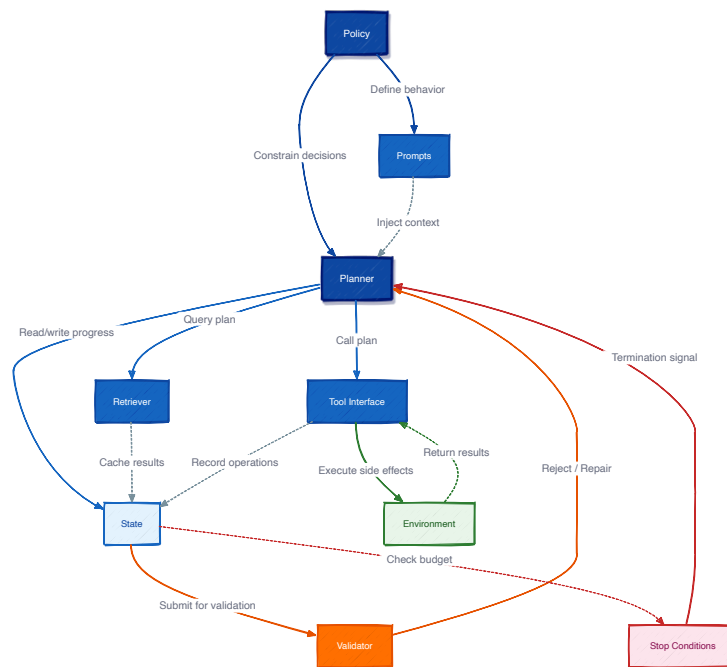 Policy
Define behavior
Constrain decisions
Prompts
Inject context
Planner
Query plan
Read/write progress
Call plan
Termination signal
Retriever
Tool Interface
Return results
Cache results
Record operations
Execute side effects
Reject / Repair
State
Environment
Check budget
Submit for validation
Validator
Stop Conditions